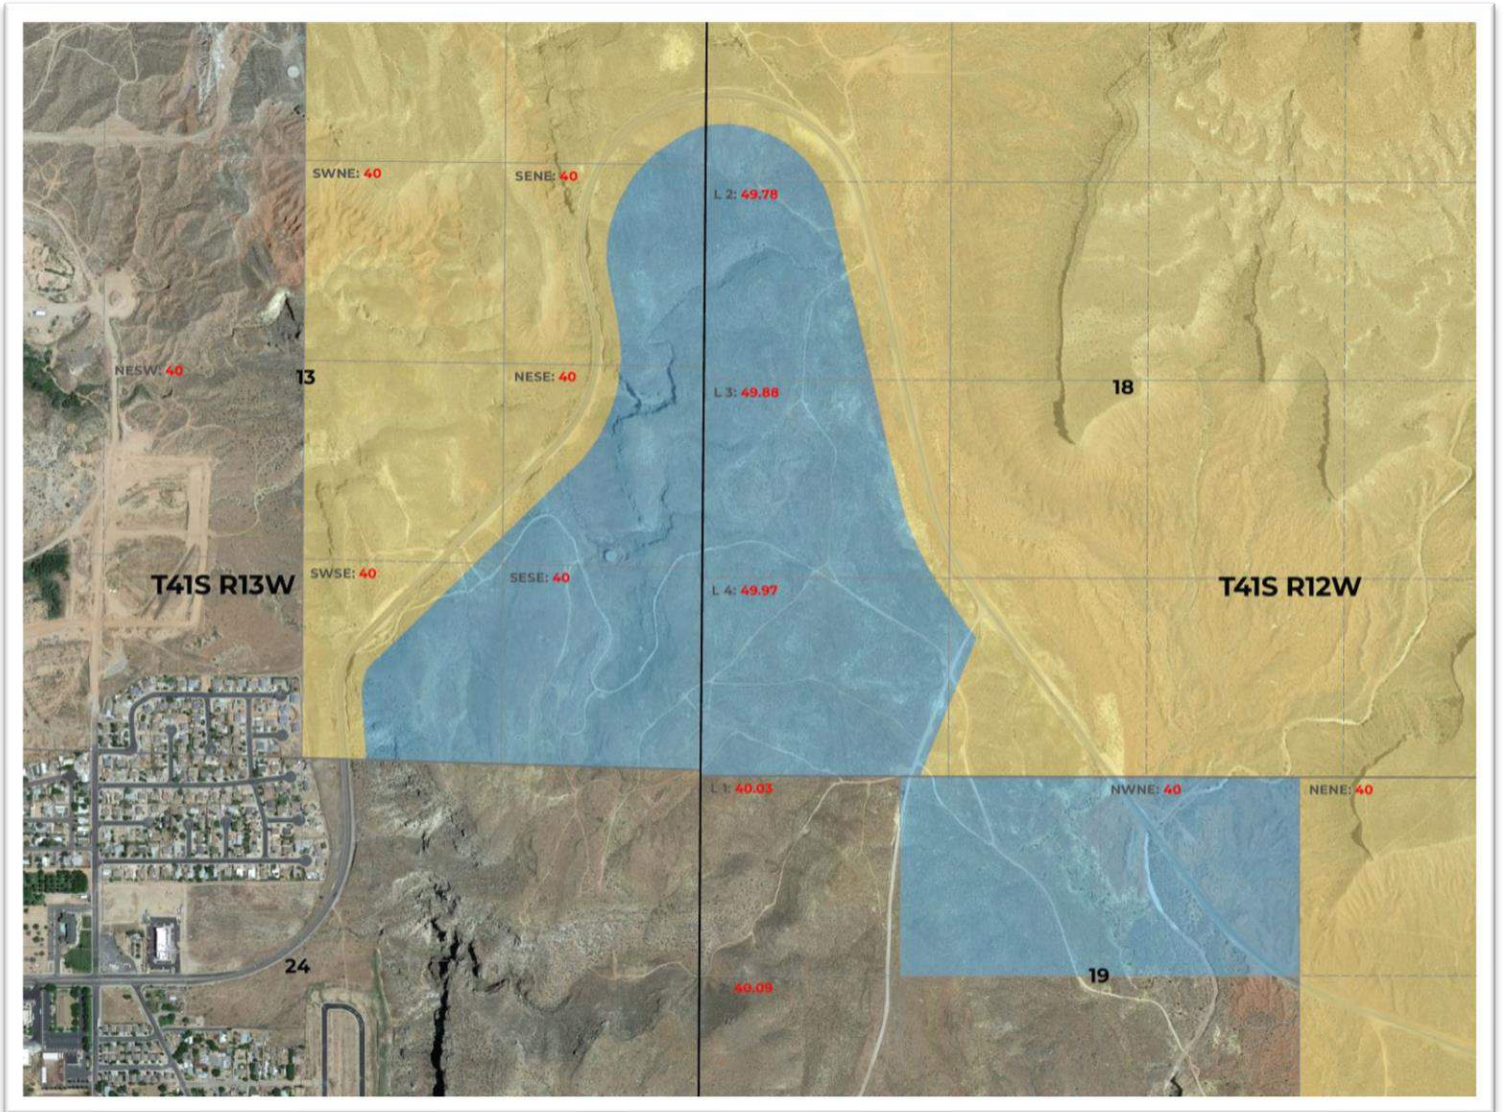 SWNE: 40
SENE: 40
L 2: 49.78
NESW: 40
13
NESE: 40
L 3: 49.88
18
SWSE: 40
SESE: 40
T41S R13W
L 4: 49.97
T41S R12W
L 1: 40.03
NWNE: 40
NENE: 40
24
19
40.09